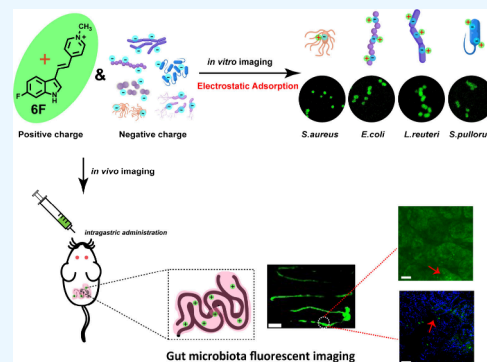 CH₃
N⁺
+
F
N
H
6F
&
in vitro imaging
Electrostatic Adsorption
Positive charge
Negative charge
S.aureus
E.coli
L.reuteri
S.pulloru
in vivo imaging
intragastric administration
Gut microbiota fluorescent imaging